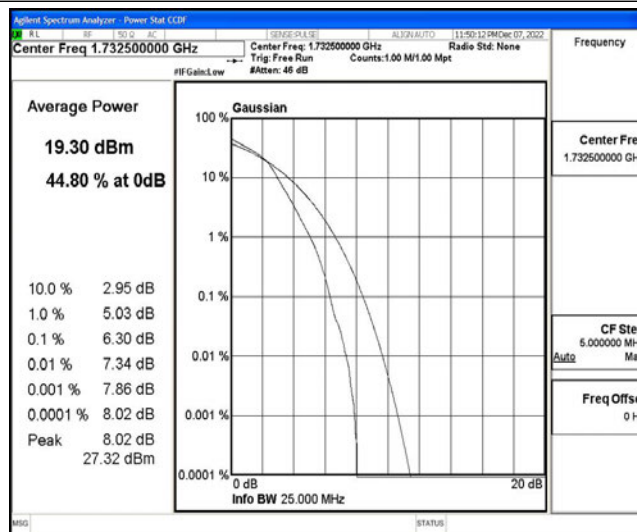 Agilent Spectrum Analyzer - Power Stat CCDF
RL RF 50 Ω AC SENSE:PULSE ALIGN AUTO 11:50:12 PM Dec 07, 2022
Center Freq 1.732500000 GHz
Center Freq: 1.732500000 GHz Radio Std: None
Trig: Free Run Counts:1.00 M/1.00 Mpt
#IFGain:Low #Atten: 46 dB
Frequency
Average Power
19.30 dBm
44.80 % at 0dB
10.0 % 2.95 dB
1.0 % 5.03 dB
0.1 % 6.30 dB
0.01 % 7.34 dB
0.001 % 7.86 dB
0.0001 % 8.02 dB
Peak 8.02 dB
27.32 dBm
Gaussian
100 %
10 %
1 %
0.1 %
0.01 %
0.001 %
0.0001 %
0 dB 20 dB
Info BW 25.000 MHz
Center Fre
1.732500000 GH
CF Ste
5.000000 MH
Auto Ma
Freq Offs
0 H
MSG STATUS